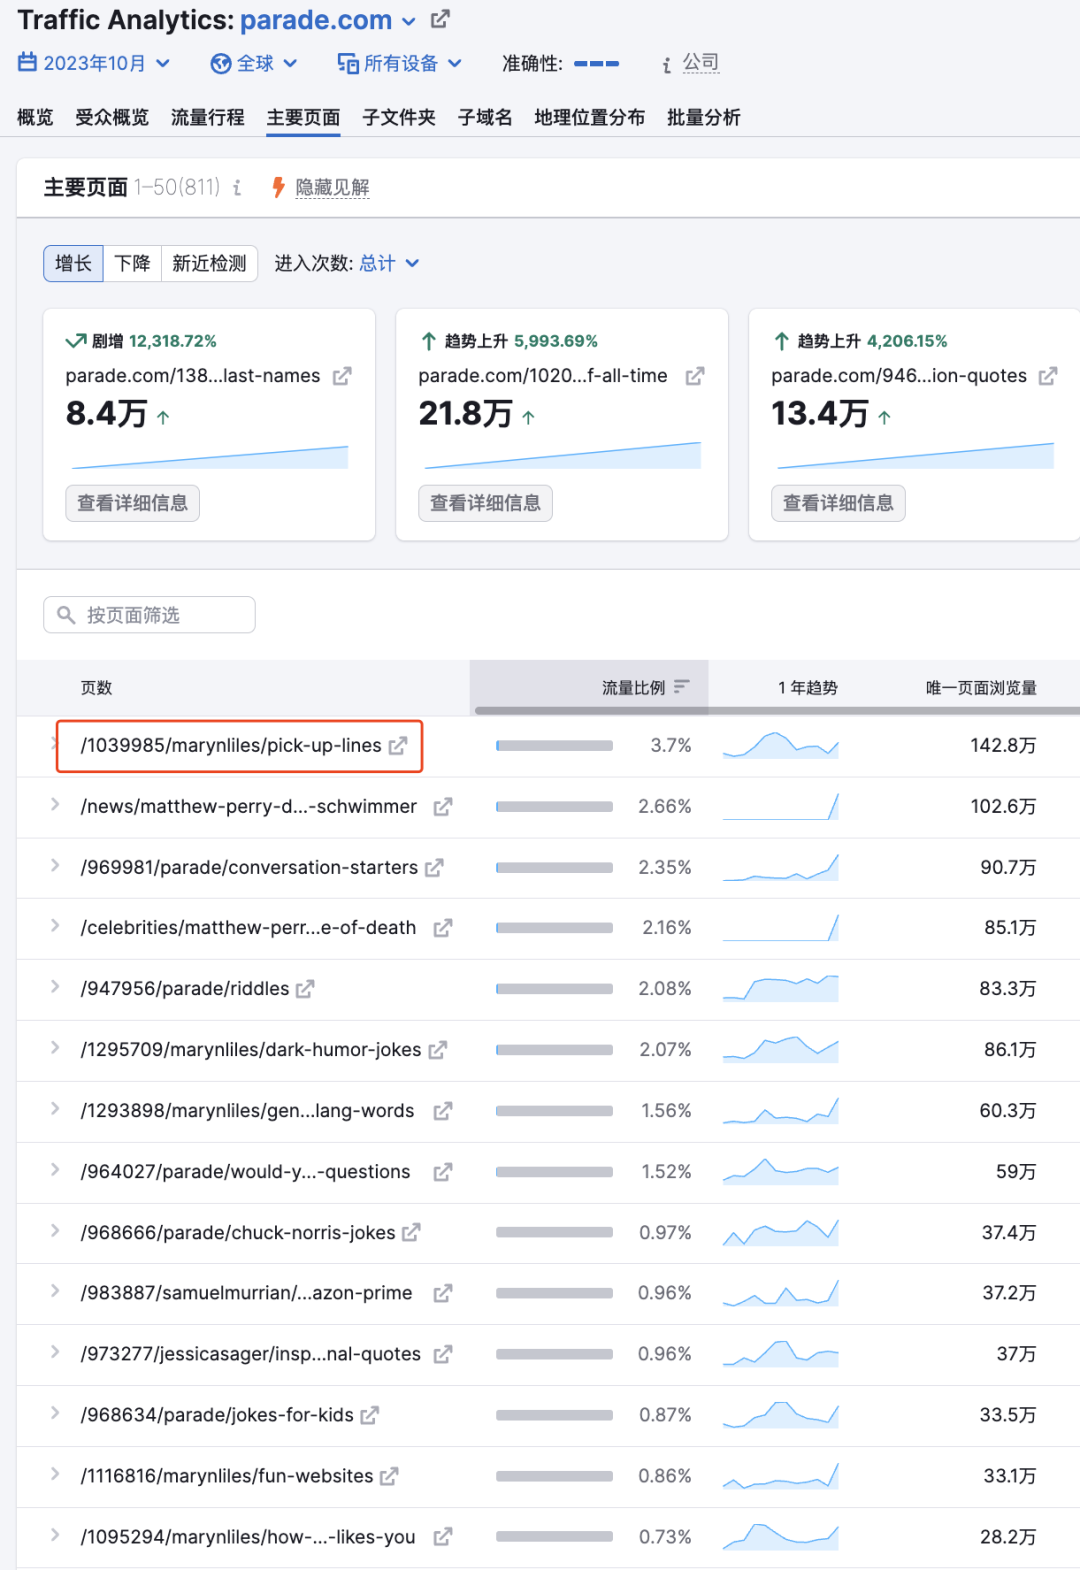 Traffic Analytics: parade.com
2023年10月 全球 所有设备 准确性: i 公司
概览 受众概览 流量行程 主要页面 子文件夹 子域名 地理位置分布 批量分析
主要页面 1–50(811) i 隐藏见解
增长 下降 新近检测 进入次数: 总计
剧增 12,318.72% 趋势上升 5,993.69% 趋势上升 4,206.15%
parade.com/138...last-names parade.com/1020...f-all-time parade.com/946...ion-quotes
8.4万 21.8万 13.4万
查看详细信息 查看详细信息 查看详细信息
按页面筛选
页数 流量比例 1 年趋势 唯一页面浏览量
/1039985/marynliles/pick-up-lines 3.7% 142.8万
/news/matthew-perry-d...-schwimmer 2.66% 102.6万
/969981/parade/conversation-starters 2.35% 90.7万
/celebrities/matthew-perr...e-of-death 2.16% 85.1万
/947956/parade/riddles 2.08% 83.3万
/1295709/marynliles/dark-humor-jokes 2.07% 86.1万
/1293898/marynliles/gen...lang-words 1.56% 60.3万
/964027/parade/would-y...-questions 1.52% 59万
/968666/parade/chuck-norris-jokes 0.97% 37.4万
/983887/samuelmurrian/...azon-prime 0.96% 37.2万
/973277/jessicasager/insp...nal-quotes 0.96% 37万
/968634/parade/jokes-for-kids 0.87% 33.5万
/1116816/marynliles/fun-websites 0.86% 33.1万
/1095294/marynliles/how-...-likes-you 0.73% 28.2万